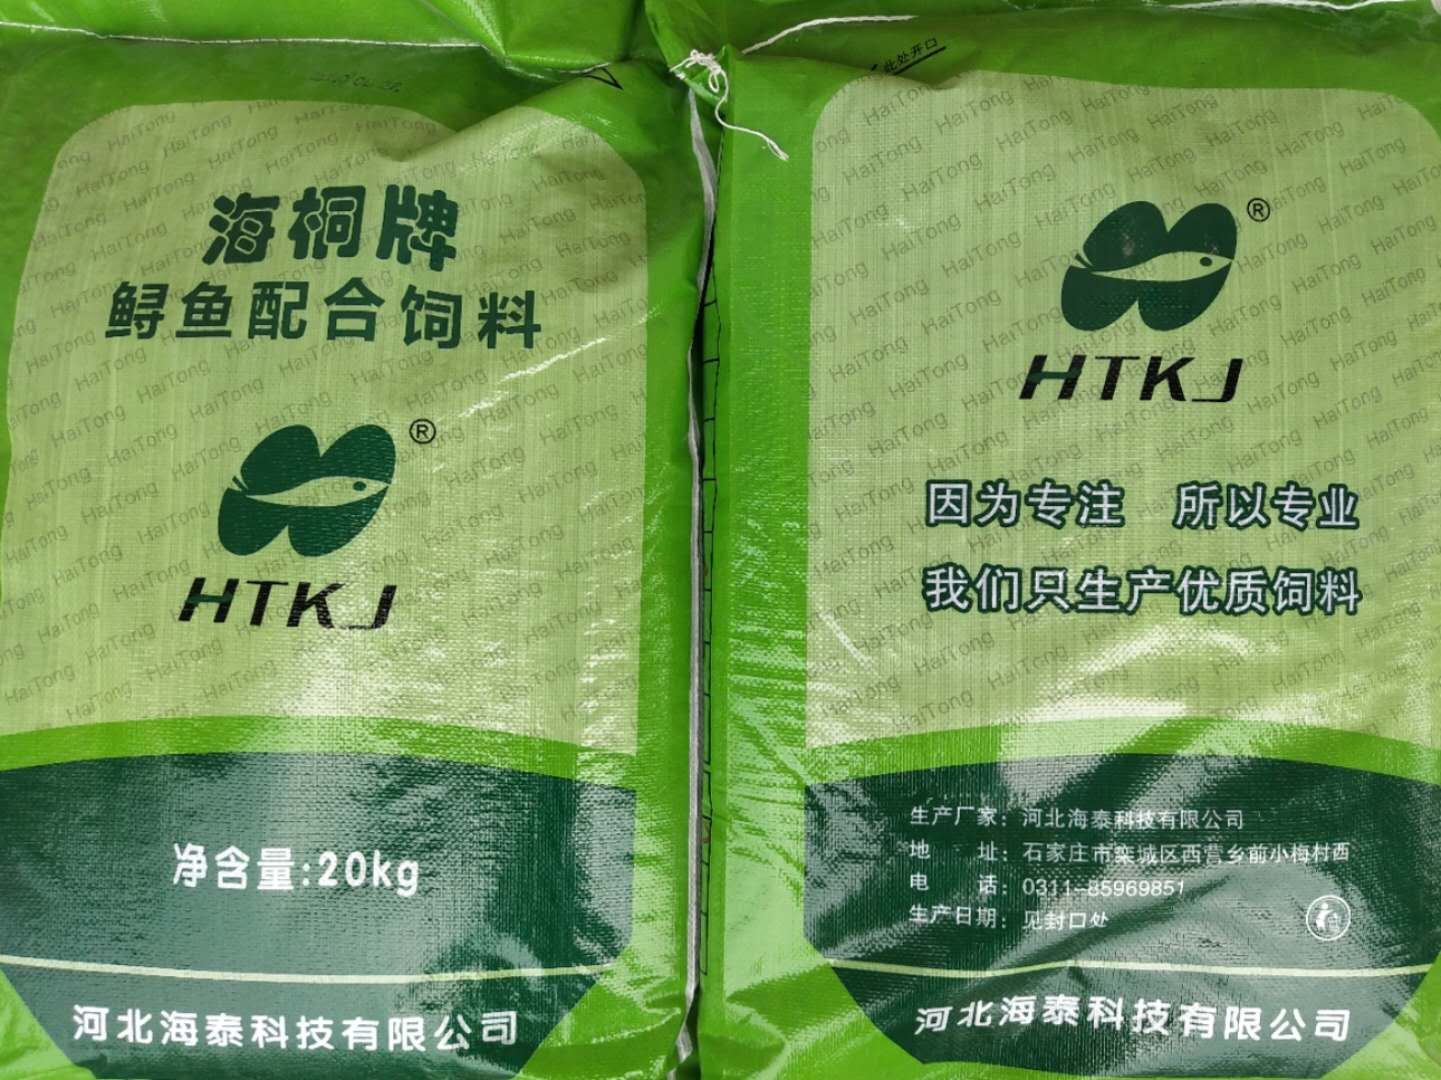 海桐牌
鲟鱼配合饲料
®
HTKJ
净含量:20kg
河北海泰科技有限公司
此处开口
®
HTKJ
因为专注 所以专业
我们只生产优质饲料
生产厂家：河北海泰科技有限公司
地 址：石家庄市栾城区西营乡前小梅村西
电 话：0311-85969851
生产日期：见封口处
河北海泰科技有限公司
HaiTong